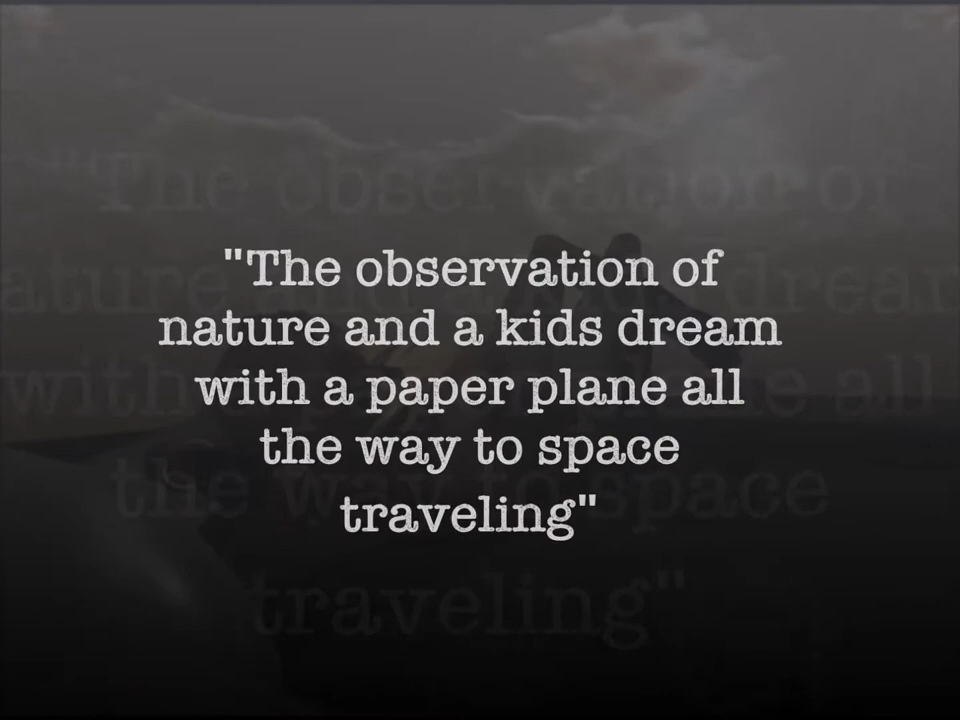 "The observation of
nature and a kids dream
with a paper plane all
the way to space
traveling"